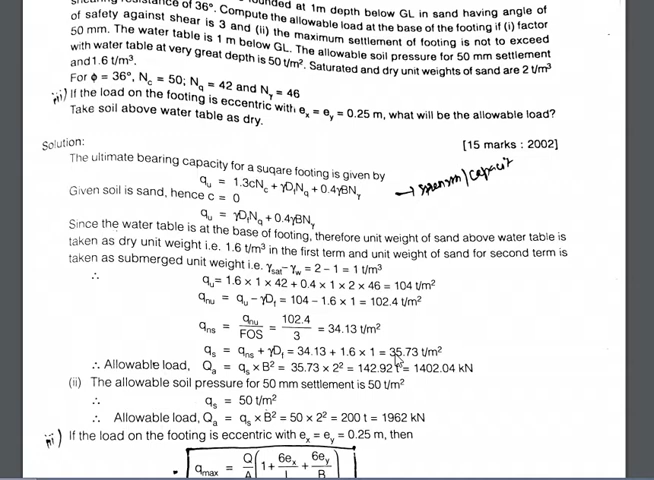 of 36°. Compute the allowable load at the base of the footing if (i) factor
of safety against shear is 3 and (ii) the maximum settlement of footing is not to exceed
50 mm. The water table is 1 m below GL. The allowable soil pressure for 50 mm settlement
with water table at very great depth is 50 t/m². Saturated and dry unit weights of sand are 2 t/m³
and 1.6 t/m³.
For ϕ = 36°, N_c = 50; N_q = 42 and N_γ = 46
iii) If the load on the footing is eccentric with e_x = e_y = 0.25 m, what will be the allowable load?
Take soil above water table as dry.
[15 marks : 2002]
Solution:
The ultimate bearing capacity for a suqare footing is given by
q_u = 1.3cN_c + γD_fN_q + 0.4γBN_γ
Given soil is sand, hence c = 0
q_u = γD_fN_q + 0.4γBN_γ
Since the water table is at the base of footing, therefore unit weight of sand above water table is
taken as dry unit weight i.e. 1.6 t/m³ in the first term and unit weight of sand for second term is
taken as submerged unit weight i.e. γ_sat – γ_w = 2 – 1 = 1 t/m³
∴ q_u = 1.6 × 1 × 42 + 0.4 × 1 × 2 × 46 = 104 t/m²
q_nu = q_u – γD_f = 104 – 1.6 × 1 = 102.4 t/m²
q_ns = q_nu / FOS = 102.4 / 3 = 34.13 t/m²
q_s = q_ns + γD_f = 34.13 + 1.6 × 1 = 35.73 t/m²
∴ Allowable load, Q_a = q_s × B² = 35.73 × 2² = 142.92 t = 1402.04 kN
(ii) The allowable soil pressure for 50 mm settlement is 50 t/m²
∴ q_s = 50 t/m²
∴ Allowable load, Q_a = q_s × B² = 50 × 2² = 200 t = 1962 kN
iii) If the load on the footing is eccentric with e_x = e_y = 0.25 m, then
q_max = Q/A (1 + 6e_x/L + 6e_y/B)